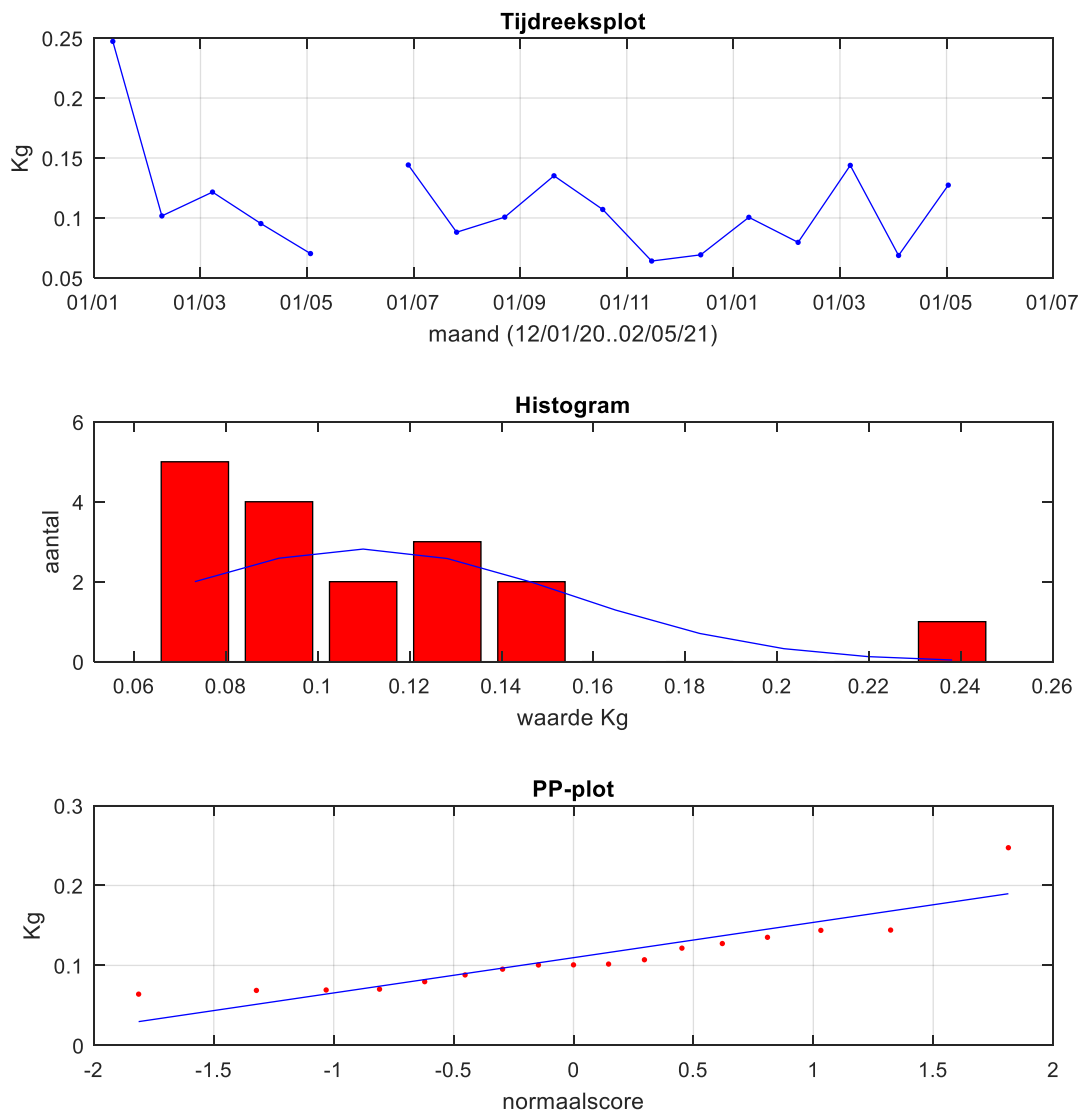 Tijdreeksplot
0.25
0.2
0.15
0.1
0.05
Kg
01/01 01/03 01/05 01/07 01/09 01/11 01/01 01/03 01/05 01/07
maand (12/01/20..02/05/21)
Histogram
6
4
2
0
aantal
0.06 0.08 0.1 0.12 0.14 0.16 0.18 0.2 0.22 0.24 0.26
waarde Kg
PP-plot
0.3
0.2
0.1
0
Kg
-2 -1.5 -1 -0.5 0 0.5 1 1.5 2
normaalscore